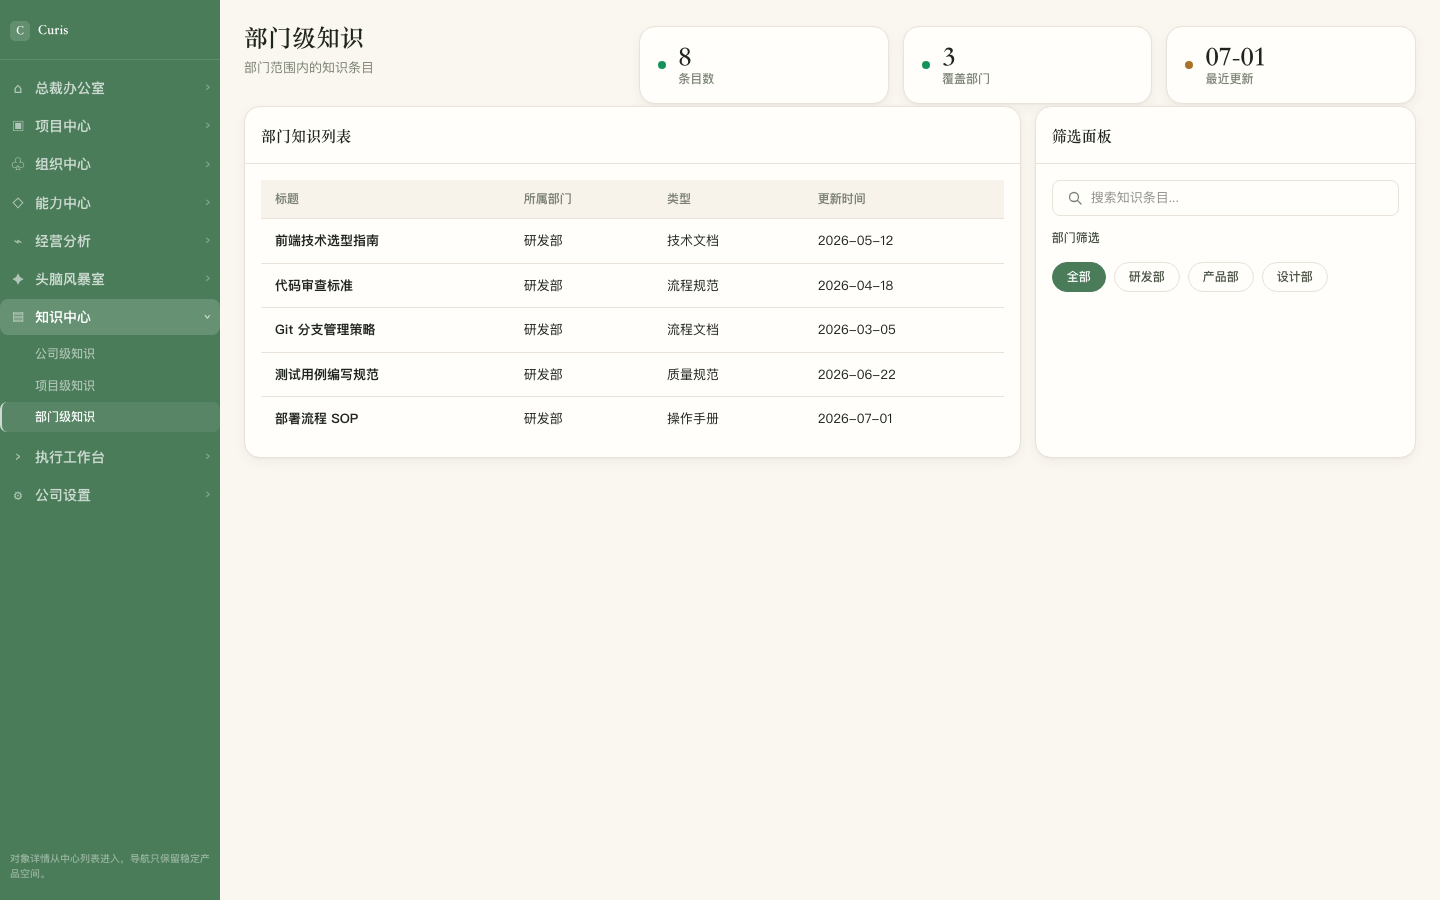 C Curis
总裁办公室
项目中心
组织中心
能力中心
经营分析
头脑风暴室
知识中心
公司级知识
项目级知识
部门级知识
执行工作台
公司设置
对象详情从中心列表进入，导航只保留稳定产
品空间。
部门级知识
部门范围内的知识条目
8
条目数
3
覆盖部门
07-01
最近更新
部门知识列表
标题 所属部门 类型 更新时间
前端技术选型指南 研发部 技术文档 2026-05-12
代码审查标准 研发部 流程规范 2026-04-18
Git 分支管理策略 研发部 流程文档 2026-03-05
测试用例编写规范 研发部 质量规范 2026-06-22
部署流程 SOP 研发部 操作手册 2026-07-01
筛选面板
搜索知识条目...
部门筛选
全部 研发部 产品部 设计部